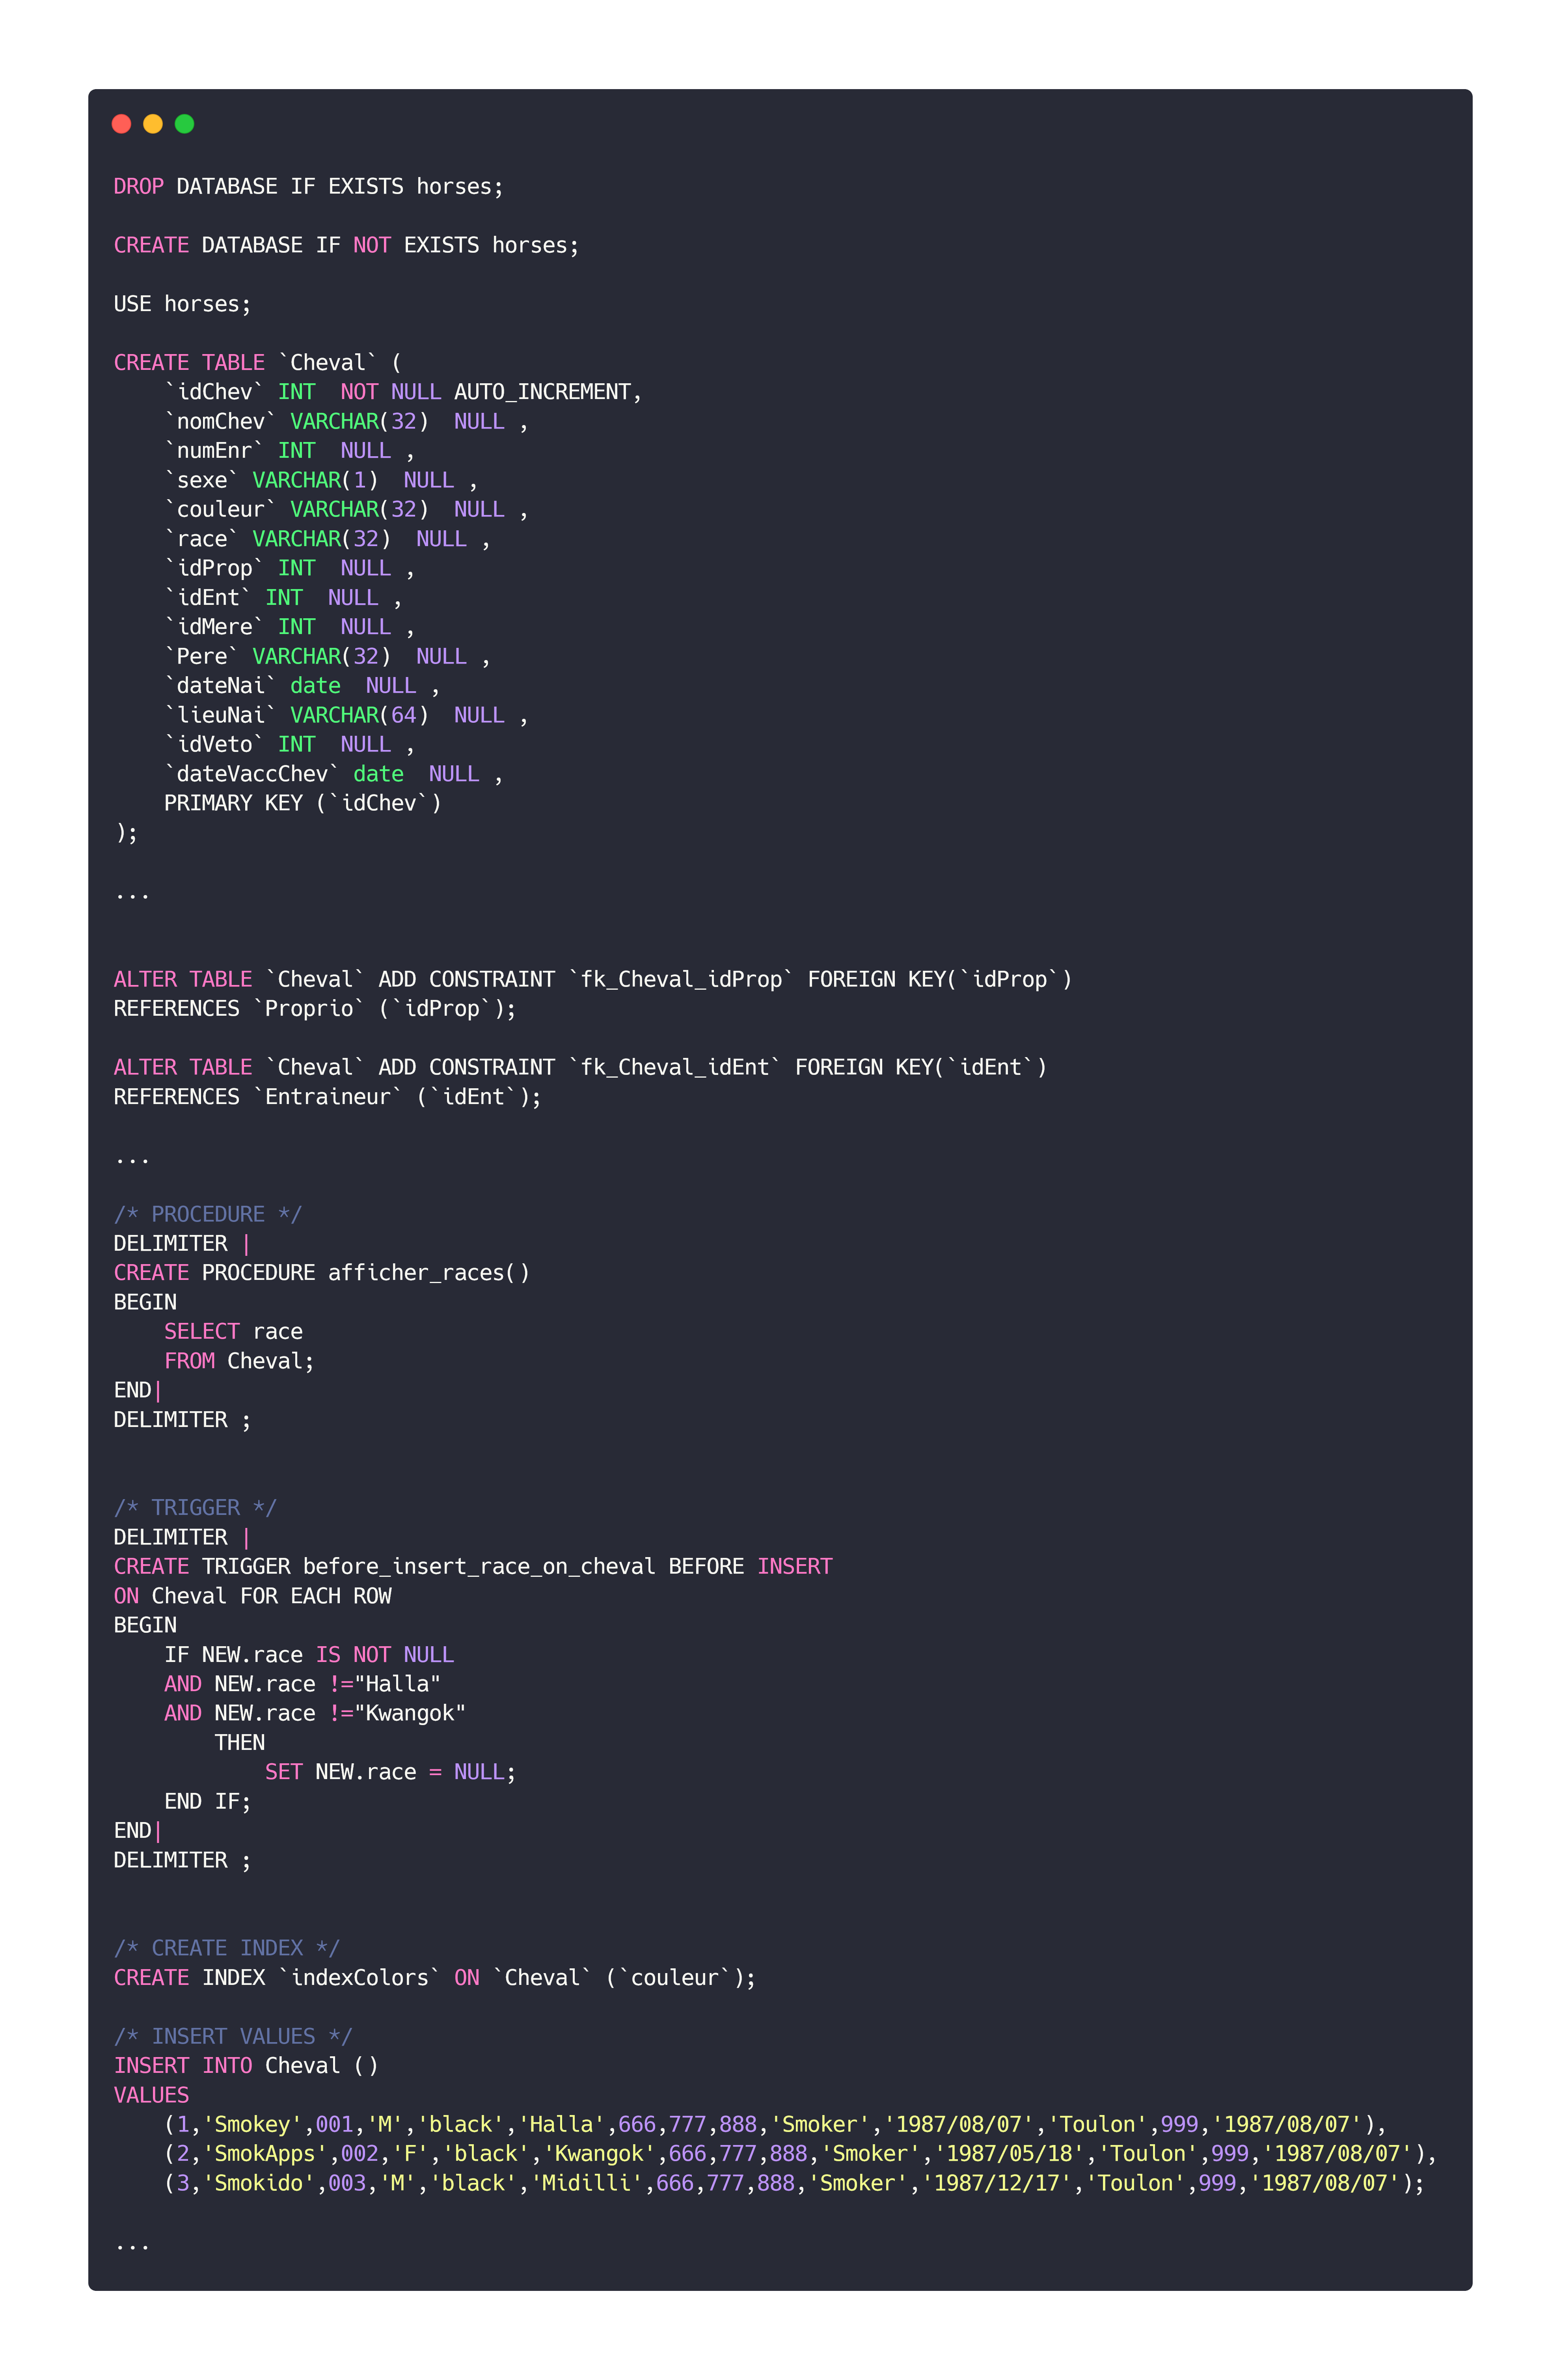 DROP DATABASE IF EXISTS horses;
CREATE DATABASE IF NOT EXISTS horses;
USE horses;
CREATE TABLE `Cheval` (
    `idChev` INT  NOT NULL AUTO_INCREMENT,
    `nomChev` VARCHAR(32)  NULL ,
    `numEnr` INT  NULL ,
    `sexe` VARCHAR(1)  NULL ,
    `couleur` VARCHAR(32)  NULL ,
    `race` VARCHAR(32)  NULL ,
    `idProp` INT  NULL ,
    `idEnt` INT  NULL ,
    `idMere` INT  NULL ,
    `Pere` VARCHAR(32)  NULL ,
    `dateNai` date  NULL ,
    `lieuNai` VARCHAR(64)  NULL ,
    `idVeto` INT  NULL ,
    `dateVaccChev` date  NULL ,
    PRIMARY KEY (`idChev`)
);
...
ALTER TABLE `Cheval` ADD CONSTRAINT `fk_Cheval_idProp` FOREIGN KEY(`idProp`)
REFERENCES `Proprio` (`idProp`);
ALTER TABLE `Cheval` ADD CONSTRAINT `fk_Cheval_idEnt` FOREIGN KEY(`idEnt`)
REFERENCES `Entraineur` (`idEnt`);
...
/* PROCEDURE */
DELIMITER |
CREATE PROCEDURE afficher_races()
BEGIN
    SELECT race
    FROM Cheval;
END|
DELIMITER ;
/* TRIGGER */
DELIMITER |
CREATE TRIGGER before_insert_race_on_cheval BEFORE INSERT
ON Cheval FOR EACH ROW
BEGIN
    IF NEW.race IS NOT NULL
    AND NEW.race !="Halla"
    AND NEW.race !="Kwangok"
        THEN
            SET NEW.race = NULL;
    END IF;
END|
DELIMITER ;
/* CREATE INDEX */
CREATE INDEX `indexColors` ON `Cheval` (`couleur`);
/* INSERT VALUES */
INSERT INTO Cheval ()
VALUES
    (1,'Smokey',001,'M','black','Halla',666,777,888,'Smoker','1987/08/07','Toulon',999,'1987/08/07'),
    (2,'SmokApps',002,'F','black','Kwangok',666,777,888,'Smoker','1987/05/18','Toulon',999,'1987/08/07'),
    (3,'Smokido',003,'M','black','Midilli',666,777,888,'Smoker','1987/12/17','Toulon',999,'1987/08/07');
...